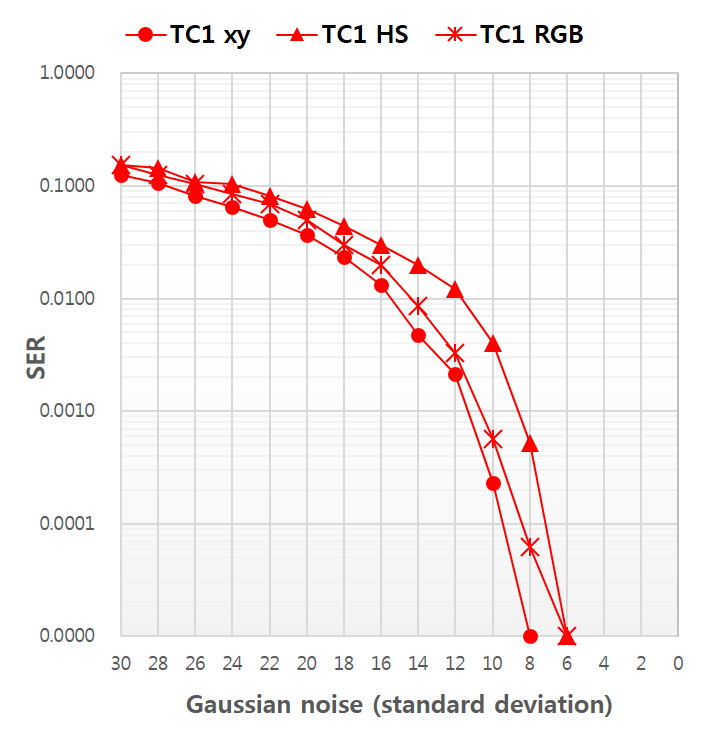 TC1 xy TC1 HS TC1 RGB
1.0000
0.1000
0.0100
0.0010
0.0001
0.0000
SER
30 28 26 24 22 20 18 16 14 12 10 8 6 4 2 0
Gaussian noise (standard deviation)